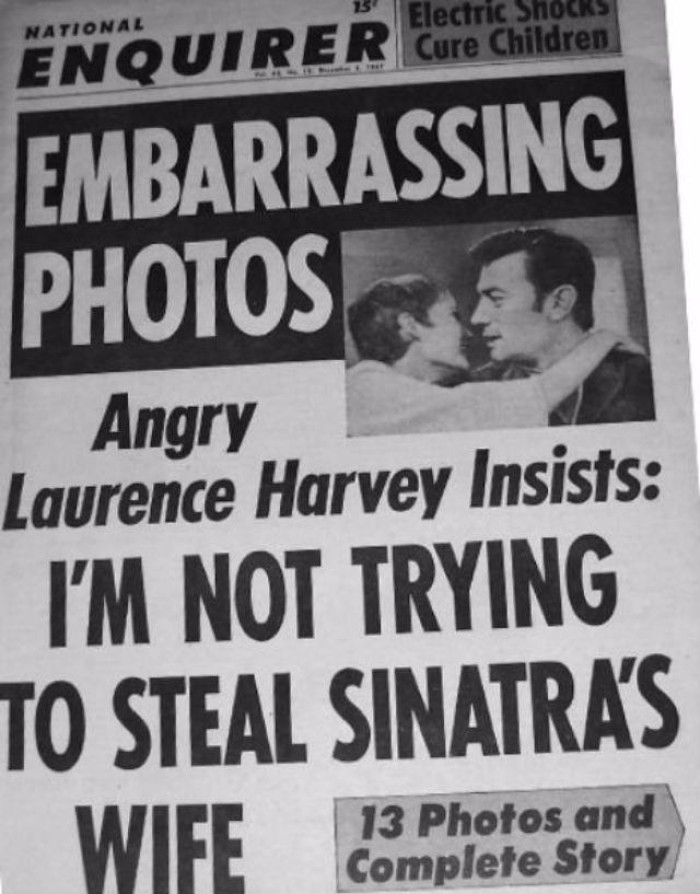 NATIONAL
15¢
ENQUIRER
Electric Shocks
Cure Children
EMBARRASSING
PHOTOS
Angry
Laurence Harvey Insists:
I'M NOT TRYING
TO STEAL SINATRA'S
WIFE
13 Photos and
Complete Story